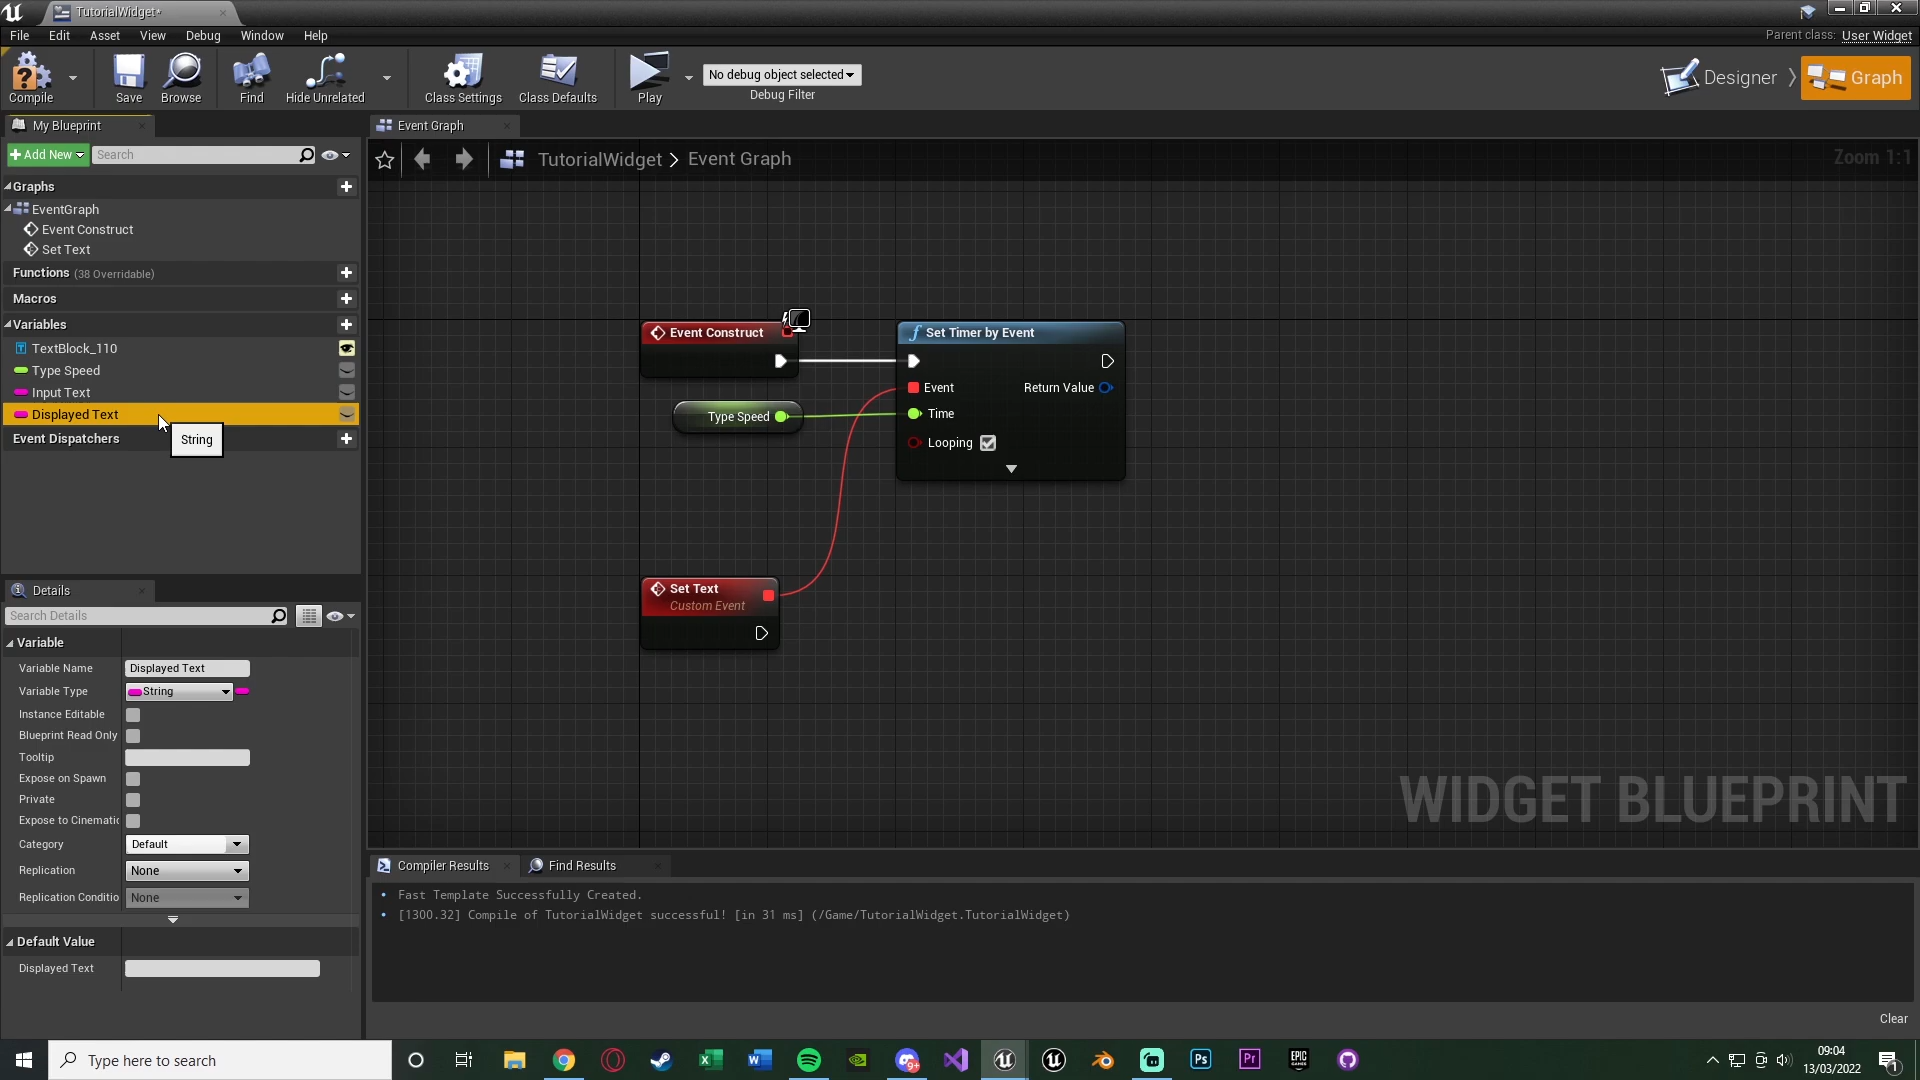 TutorialWidget*
File Edit Asset View Debug Window Help
Parent class: User Widget
Compile
Save
Browse
Find
Hide Unrelated
Class Settings
Class Defaults
Play
No debug object selected
Debug Filter
Designer
Graph
My Blueprint
Event Graph
Add New
Search
TutorialWidget > Event Graph
Zoom 1:1
Graphs
EventGraph
Event Construct
Set Text
Functions (38 Overridable)
Macros
Variables
TextBlock_110
Type Speed
Input Text
Displayed Text
String
Event Dispatchers
Event Construct
Set Timer by Event
Event
Return Value
Type Speed
Time
Looping
Set Text
Custom Event
WIDGET BLUEPRINT
Details
Search Details
Variable
Variable Name Displayed Text
Variable Type String
Instance Editable
Blueprint Read Only
Tooltip
Expose on Spawn
Private
Expose to Cinematic
Category Default
Replication None
Replication Conditio None
Default Value
Displayed Text
Compiler Results
Find Results
• Fast Template Successfully Created.
• [1300.32] Compile of TutorialWidget successful! [in 31 ms] (/Game/TutorialWidget.TutorialWidget)
Clear
Type here to search
X
W
9+
Ps
Pr
EPIC
GAMES
09:04
13/03/2022
1